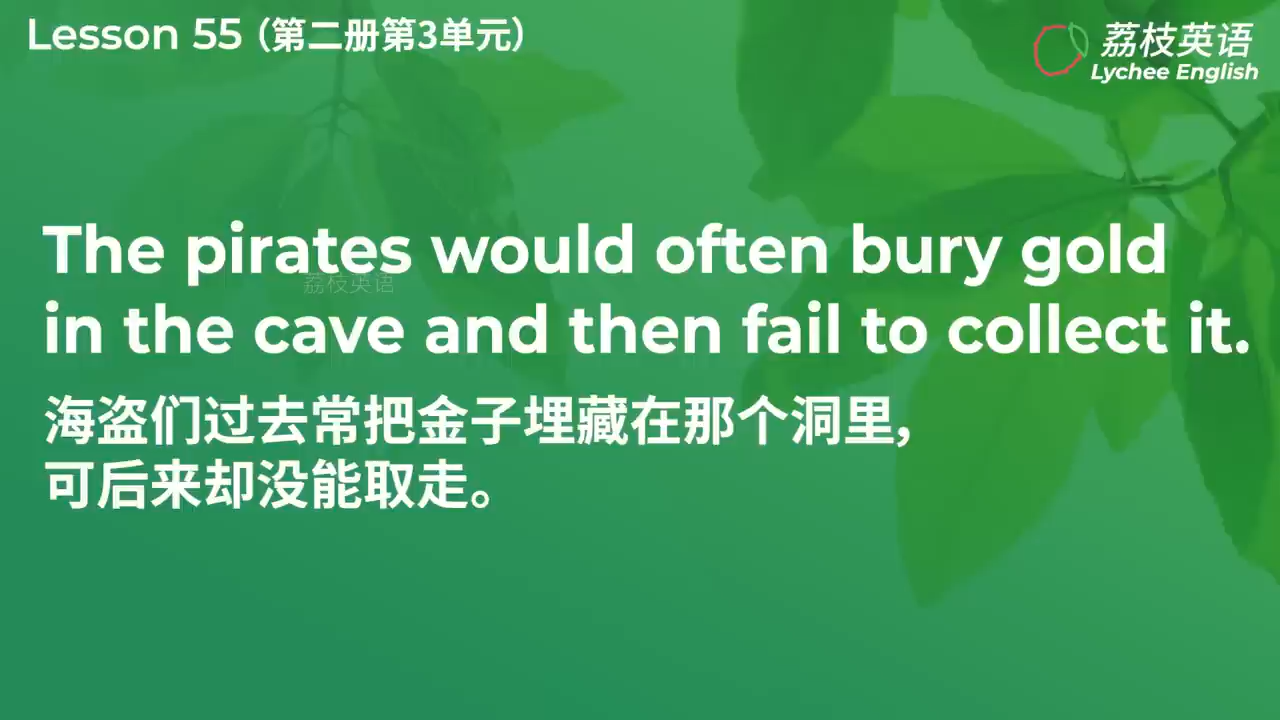 Lesson 55（第二册第3单元）
荔枝英语
Lychee English
The pirates would often bury gold
荔枝英语
in the cave and then fail to collect it.
海盗们过去常把金子埋藏在那个洞里,
可后来却没能取走。